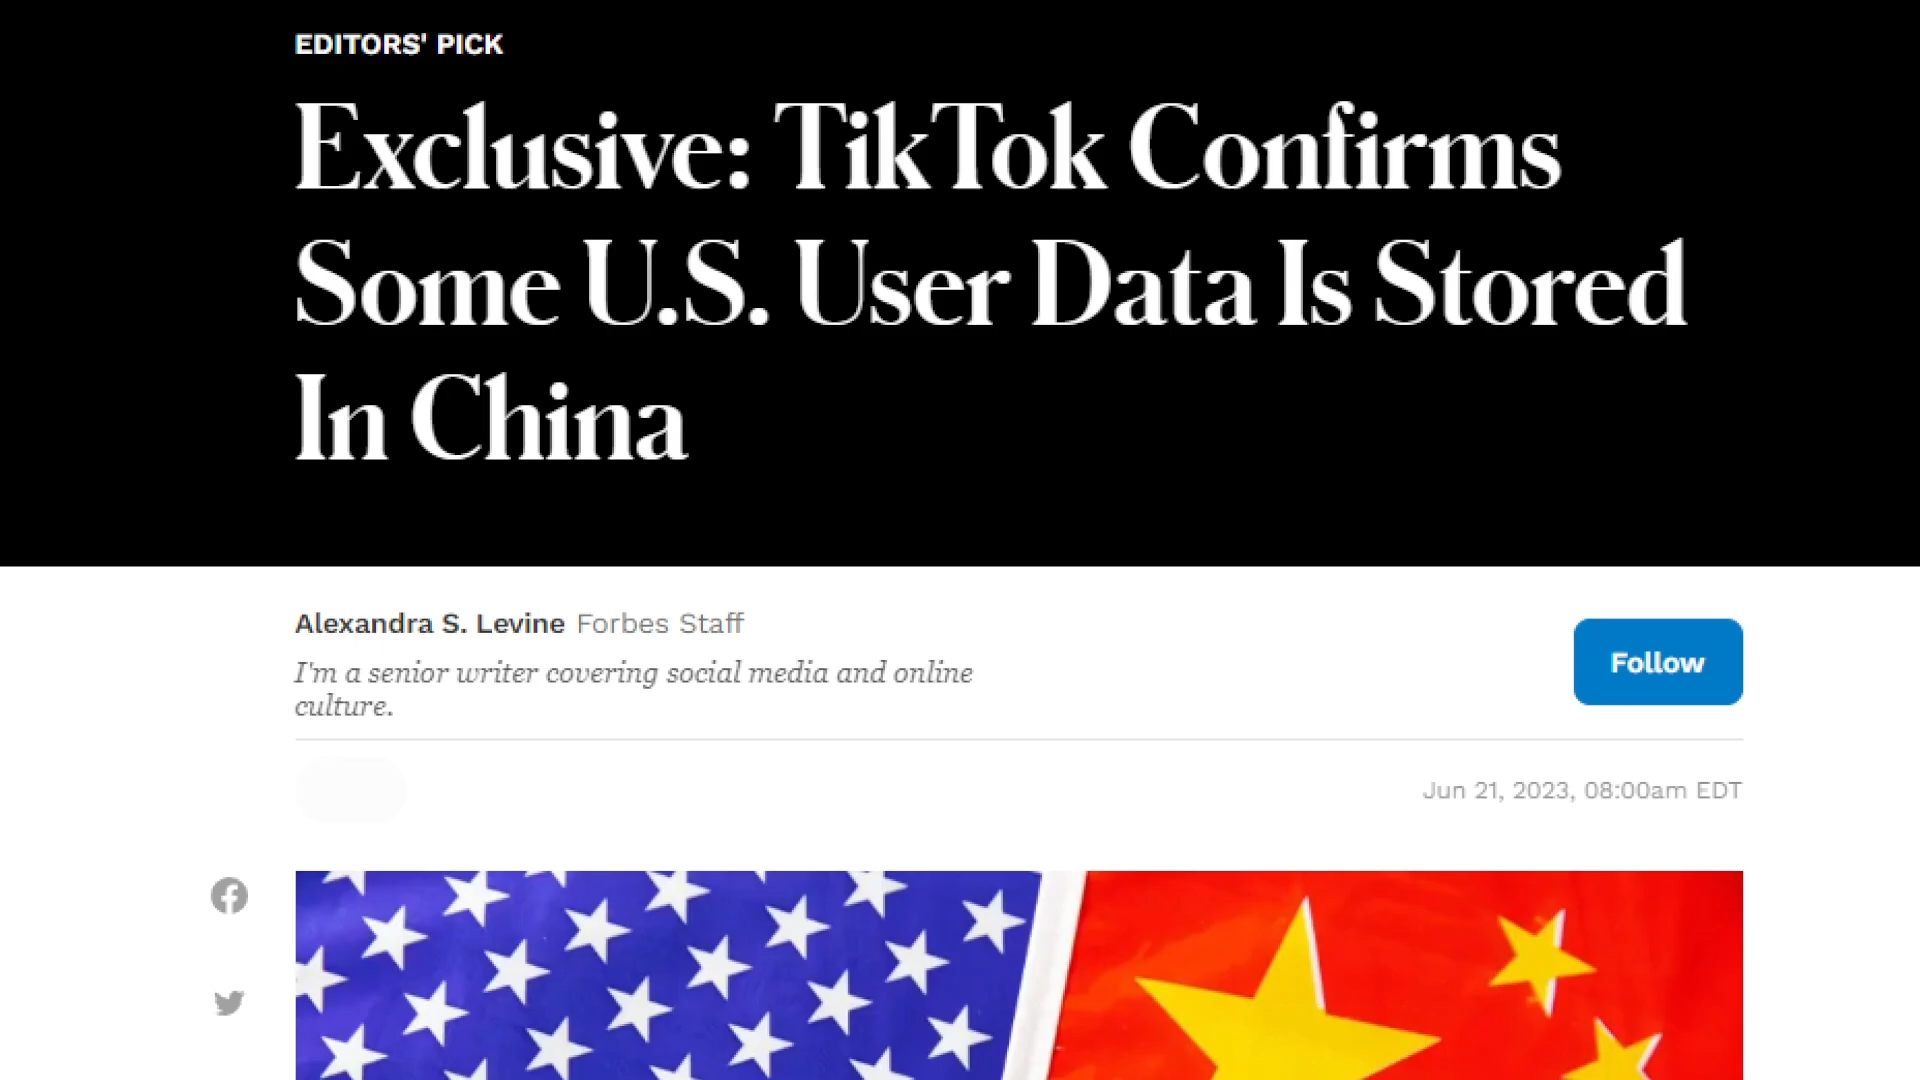 EDITORS' PICK
Exclusive: TikTok Confirms
Some U.S. User Data Is Stored
In China
Alexandra S. Levine Forbes Staff
I'm a senior writer covering social media and online
culture.
Follow
Jun 21, 2023, 08:00am EDT